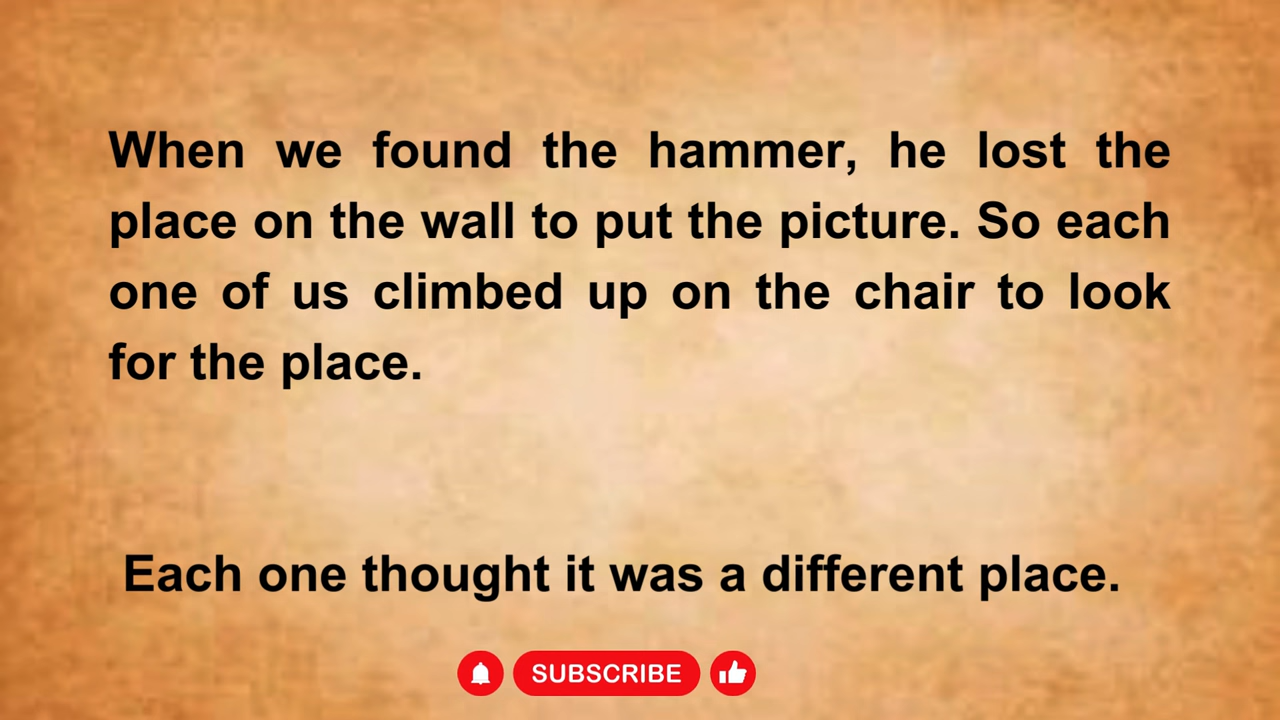 When we found the hammer, he lost the
place on the wall to put the picture. So each
one of us climbed up on the chair to look
for the place.
Each one thought it was a different place.
SUBSCRIBE